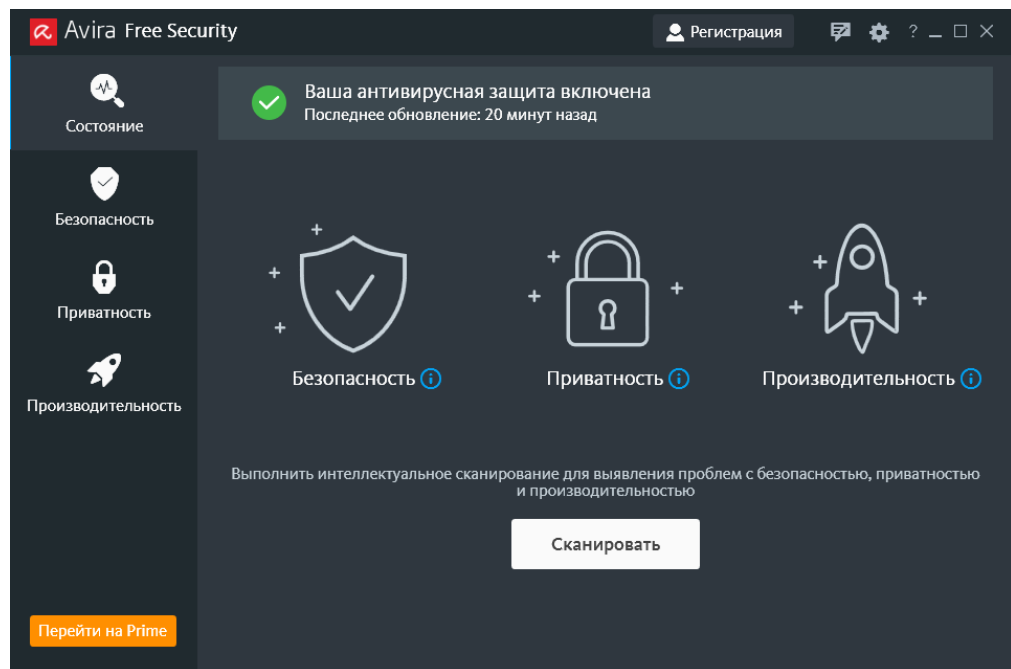 Avira Free Security
Регистрация
?
Состояние
Безопасность
Приватность
Производительность
Перейти на Prime
Ваша антивирусная защита включена
Последнее обновление: 20 минут назад
Безопасность
Приватность
Производительность
Выполнить интеллектуальное сканирование для выявления проблем с безопасностью, приватностью
и производительностью
Сканировать